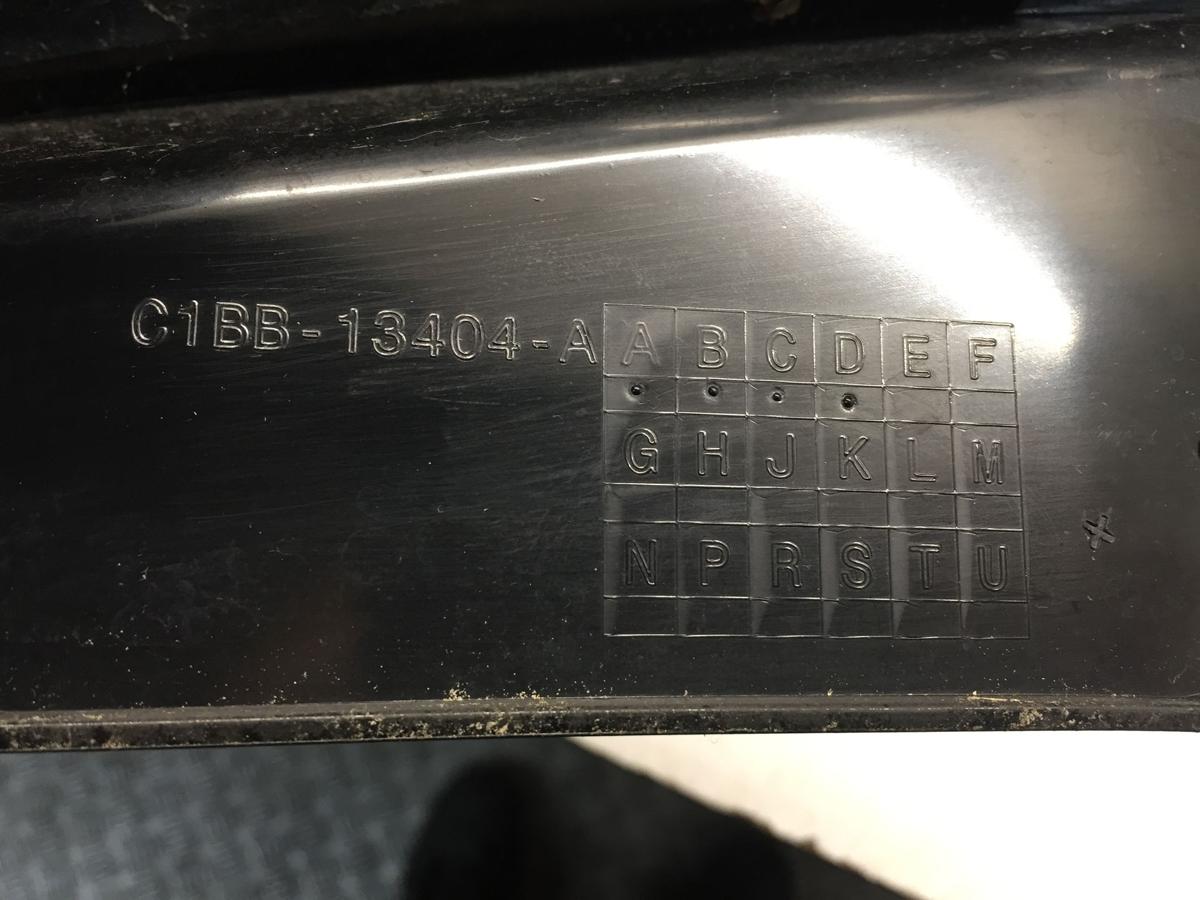 C1BB-13404-A A B C D E F
G H J K L M
N P R S T U